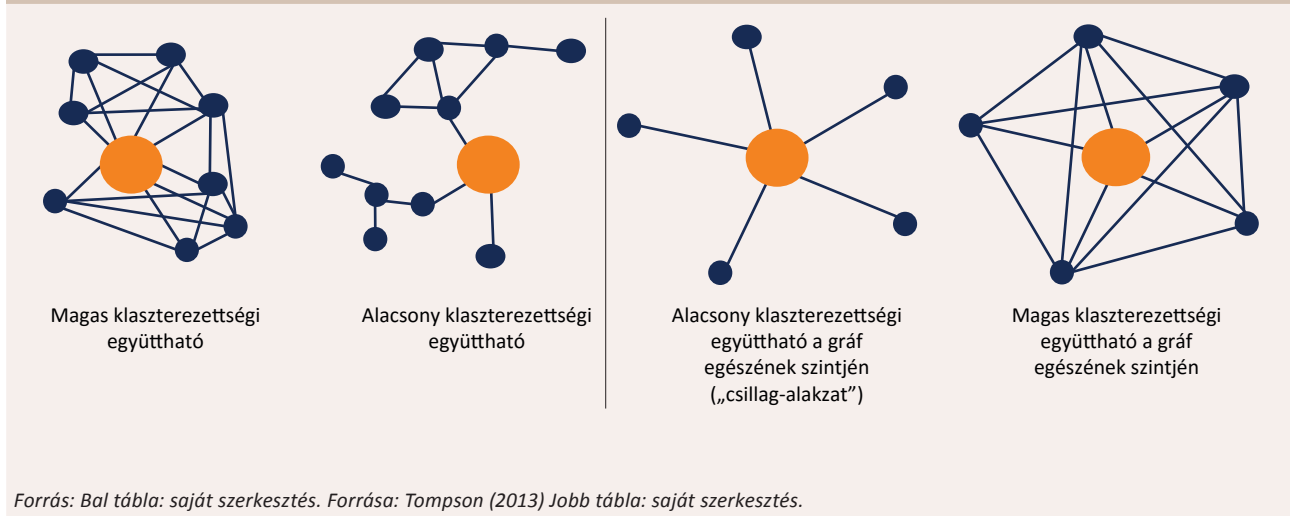 Magas klaszterezettségi
együttható
Alacsony klaszterezettségi
együttható
Alacsony klaszterezettségi
együttható a gráf
egészének szintjén
(„csillag-alakzat”)
Magas klaszterezettségi
együttható a gráf
egészének szintjén
Forrás: Bal tábla: saját szerkesztés. Forrása: Tompson (2013) Jobb tábla: saját szerkesztés.